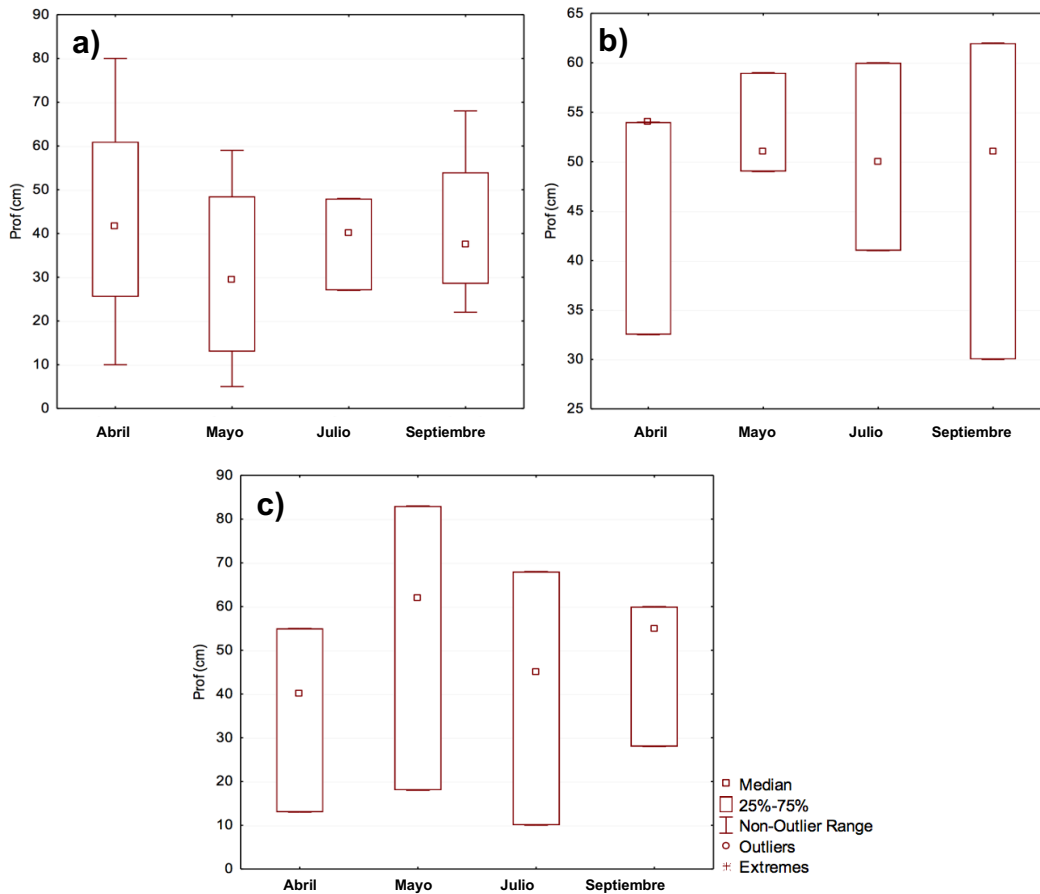 a)
90
80
70
60
50
40
30
20
10
0
Prof (cm)
Abril Mayo Julio Septiembre
b)
65
60
55
50
45
40
35
30
25
Prof (cm)
Abril Mayo Julio Septiembre
c)
90
80
70
60
50
40
30
20
10
0
Prof (cm)
Abril Mayo Julio Septiembre
Median
25%-75%
Non-Outlier Range
Outliers
Extremes